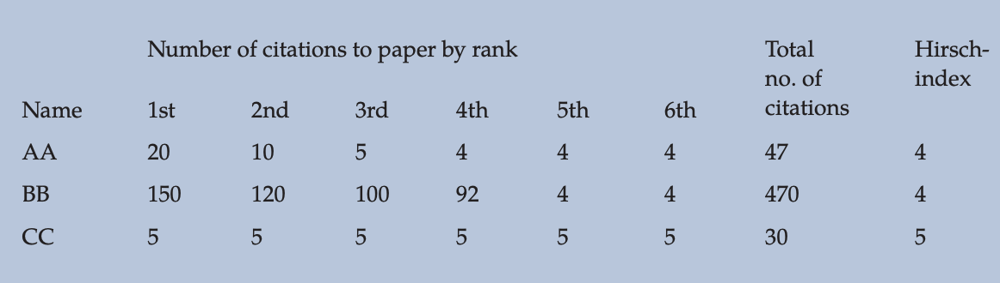 Number of citations to paper by rank Total Hirsch-
no. of index
Name 1st 2nd 3rd 4th 5th 6th citations
AA 20 10 5 4 4 4 47 4
BB 150 120 100 92 4 4 470 4
CC 5 5 5 5 5 5 30 5